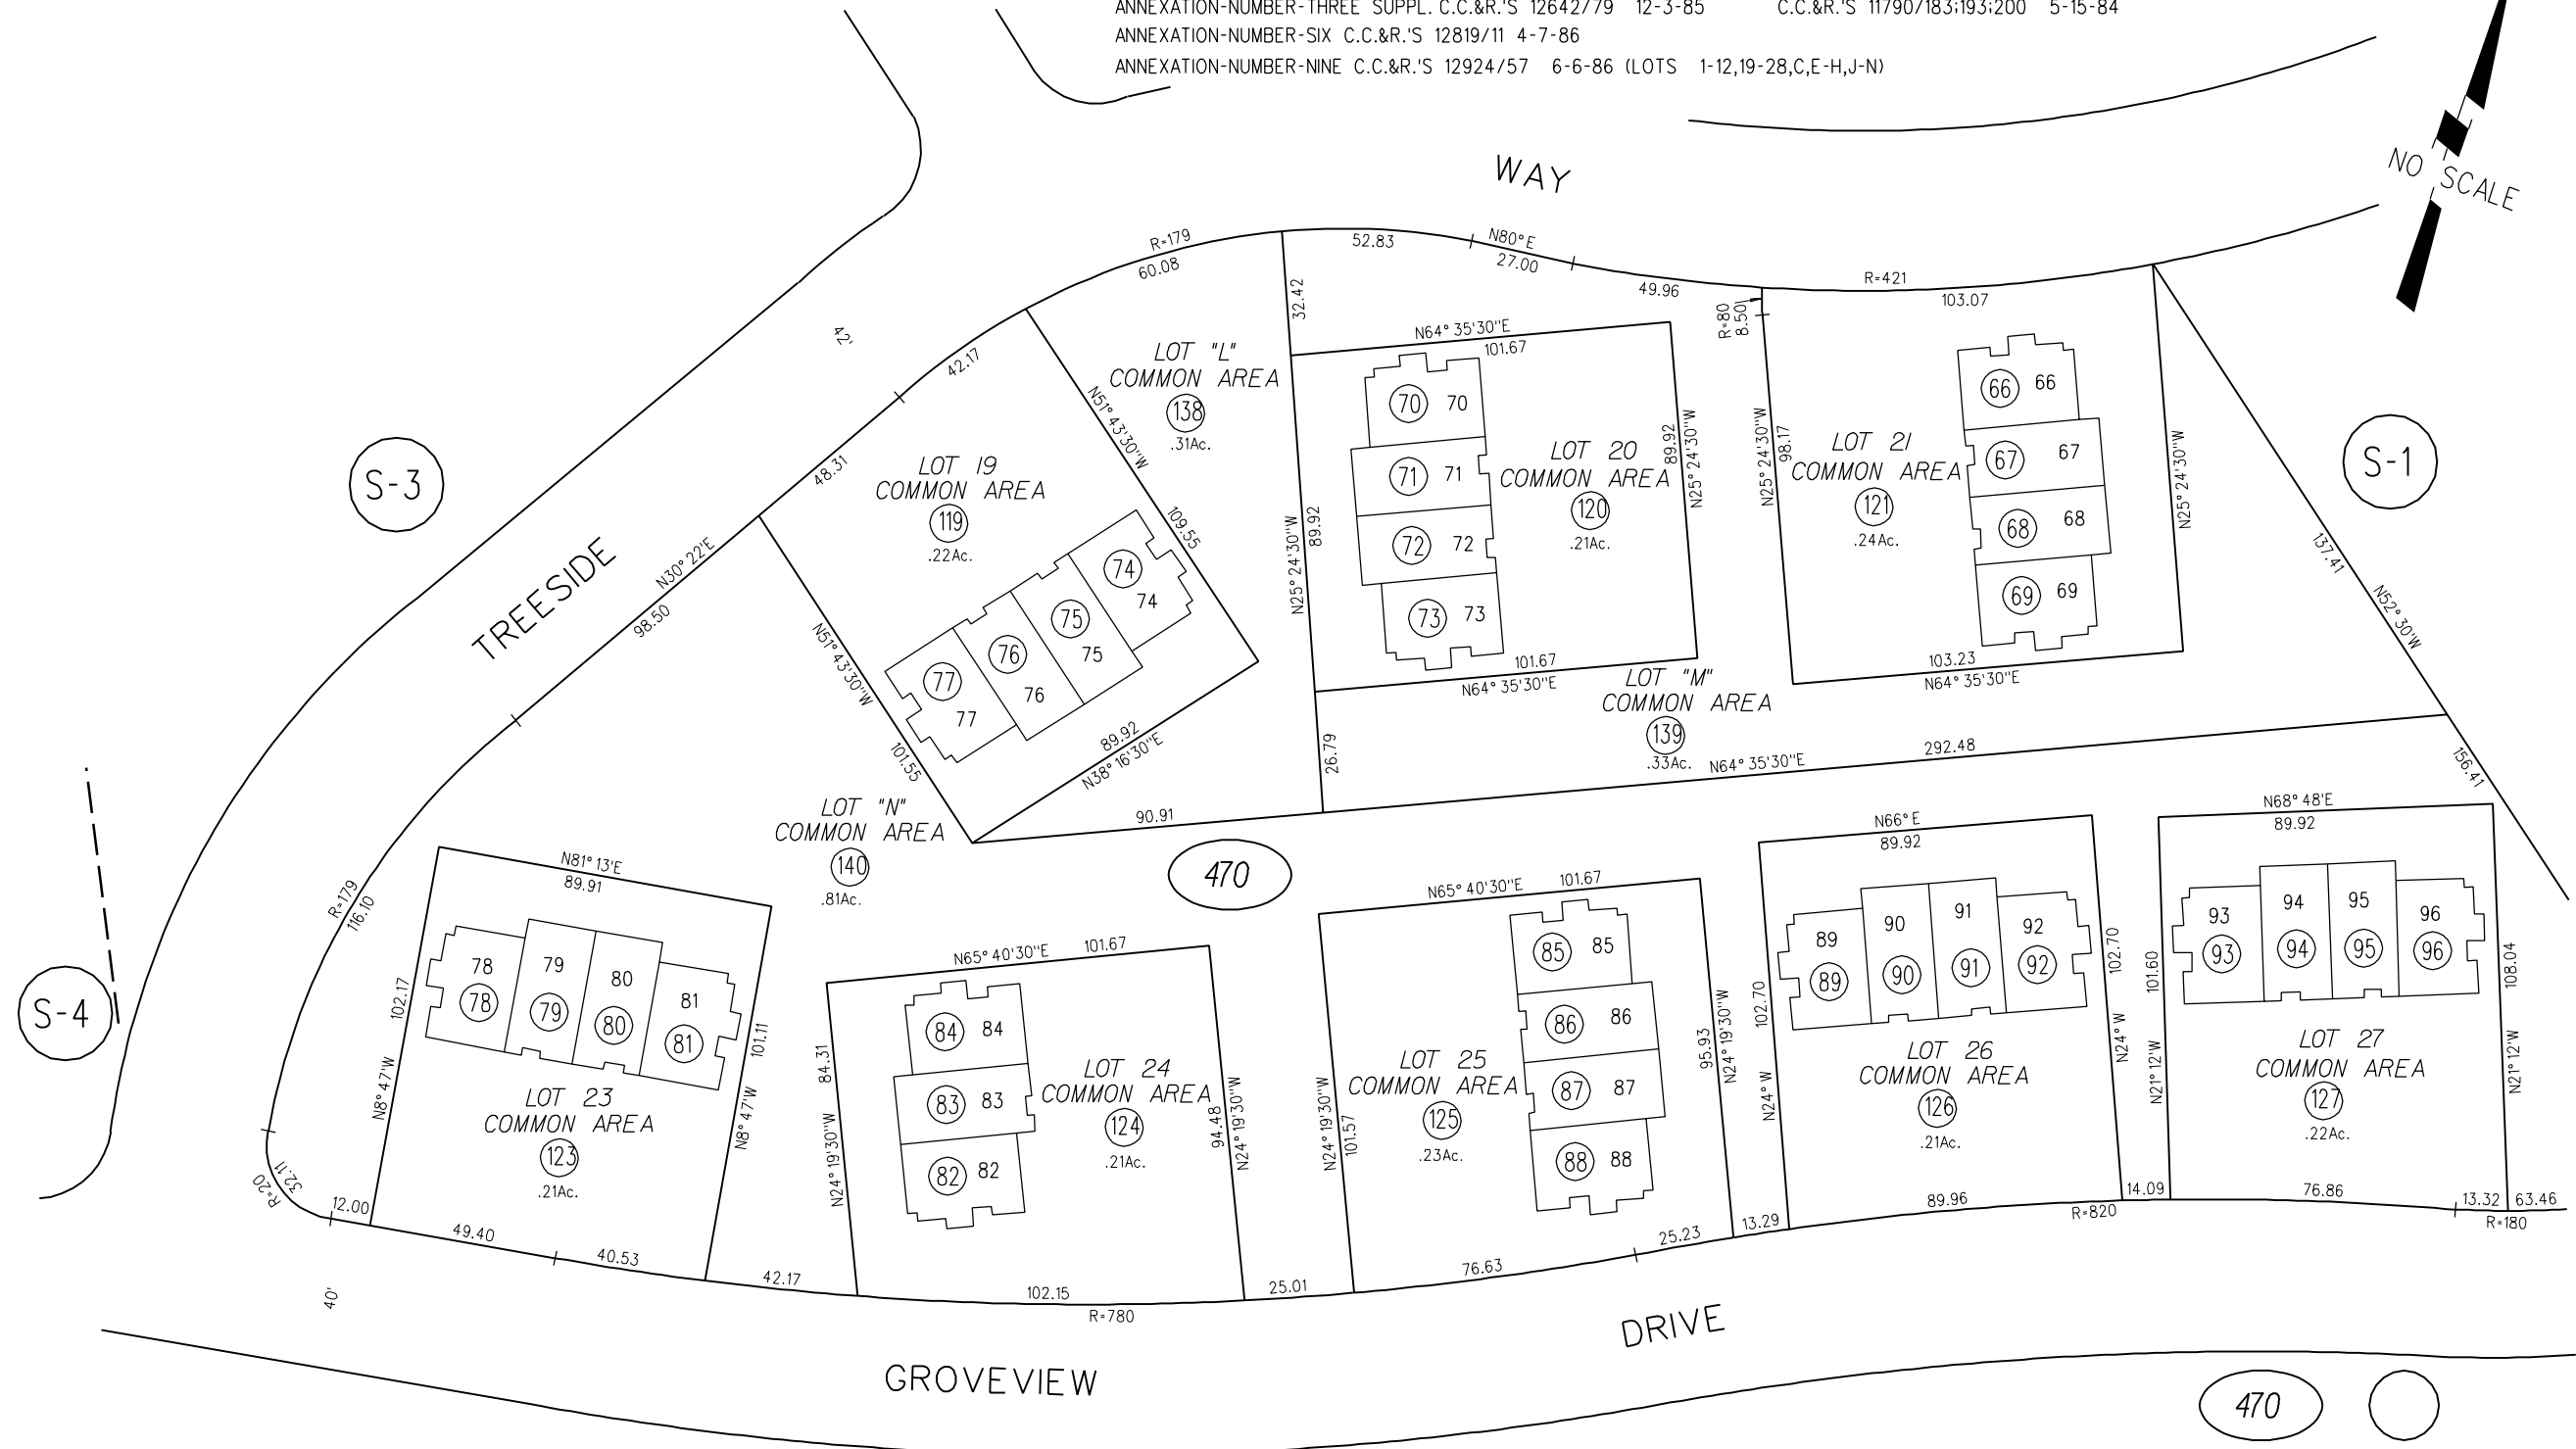 ANNEXATION-NUMBER-THREE SUPPL. C.C.&R.'S 12642/79 12-3-85 C.C.&R.'S 11790/183;193;200 5-15-84
ANNEXATION-NUMBER-SIX C.C.&R.'S 12819/11 4-7-86
ANNEXATION-NUMBER-NINE C.C.&R.'S 12924/57 6-6-86 (LOTS 1-12,19-28,C,E-H,J-N)
NO SCALE
WAY
TREESIDE
42'
S-3
S-1
S-4
R=179
60.08
52.83
N80°E
27.00
49.96
R=421
103.07
R=80
8.50
32.42
42.17
48.31
N30°22'E
98.50
R=179
116.10
R=20
32.11
LOT "L"
COMMON AREA
138
.31Ac.
N51°43'30"W
109.55
LOT 19
COMMON AREA
119
.22Ac.
74
74
75
75
76
76
77
77
N51°43'30"W
101.55
89.92
N38°16'30"E
N64°35'30"E
101.67
70 70
71 71
72 72
73 73
LOT 20
COMMON AREA
120
.21Ac.
89.92
N25°24'30"W
N25°24'30"W
89.92
101.67
N64°35'30"E
N25°24'30"W
98.17
LOT 21
COMMON AREA
121
.24Ac.
66 66
67 67
68 68
69 69
N25°24'30"W
103.23
N64°35'30"E
137.41
N52°30'W
156.41
LOT "M"
COMMON AREA
139
.33Ac.
26.79
N64°35'30"E
292.48
90.91
LOT "N"
COMMON AREA
140
.81Ac.
470
N81°13'E
89.91
102.17
N8°47'W
78
78
79
79
80
80
81
81
101.11
N8°47'W
LOT 23
COMMON AREA
123
.21Ac.
N65°40'30"E
101.67
84.31
N24°19'30"W
84 84
83 83
82 82
LOT 24
COMMON AREA
124
.21Ac.
94.48
N24°19'30"W
N65°40'30"E
101.67
N24°19'30"W
101.57
LOT 25
COMMON AREA
125
.23Ac.
85 85
86 86
87 87
88 88
95.93
N24°19'30"W
N66°E
89.92
102.70
N24°W
89
89
90
90
91
91
92
92
102.70
N24°W
LOT 26
COMMON AREA
126
.21Ac.
N68°48'E
89.92
101.60
N21°12'W
93
93
94
94
95
95
96
96
108.04
N21°12'W
LOT 27
COMMON AREA
127
.22Ac.
12.00
49.40
40.53
42.17
102.15
R=780
25.01
76.63
25.23
13.29
89.96
R=820
14.09
76.86
13.32
63.46
R=180
40'
GROVEVIEW
DRIVE
470